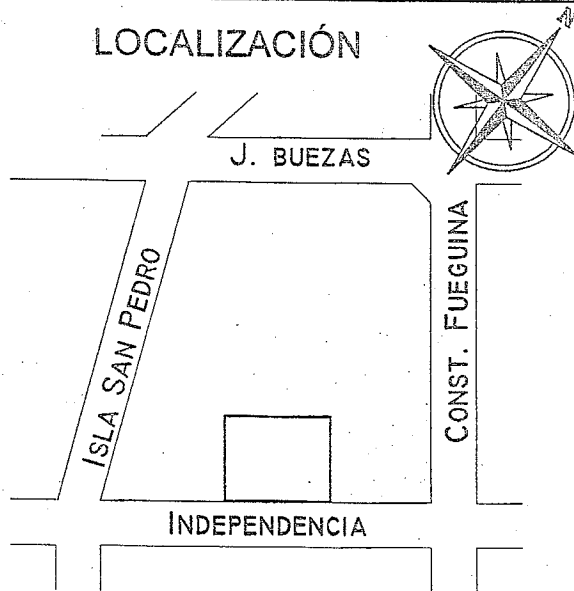 LOCALIZACIÓN
N
J. BUEZAS
ISLA SAN PEDRO
CONST. FUEGUINA
INDEPENDENCIA